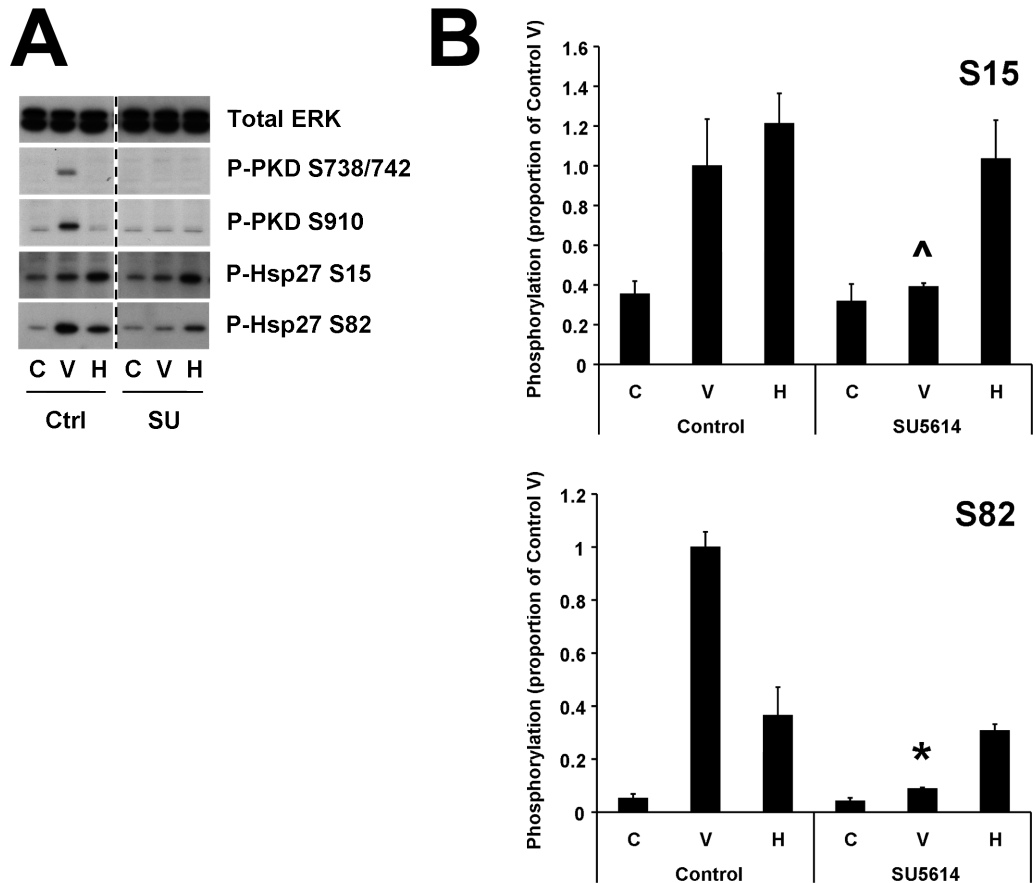 A
Total ERK
P-PKD S738/742
P-PKD S910
P-Hsp27 S15
P-Hsp27 S82
C V H C V H
Ctrl SU
B
S15
Phosphorylation (proportion of Control V)
1.6
1.4
1.2
1.0
0.8
0.6
0.4
0.2
0
^
C V H C V H
Control SU5614
S82
Phosphorylation (proportion of Control V)
1.2
1
0.8
0.6
0.4
0.2
0
*
C V H C V H
Control SU5614